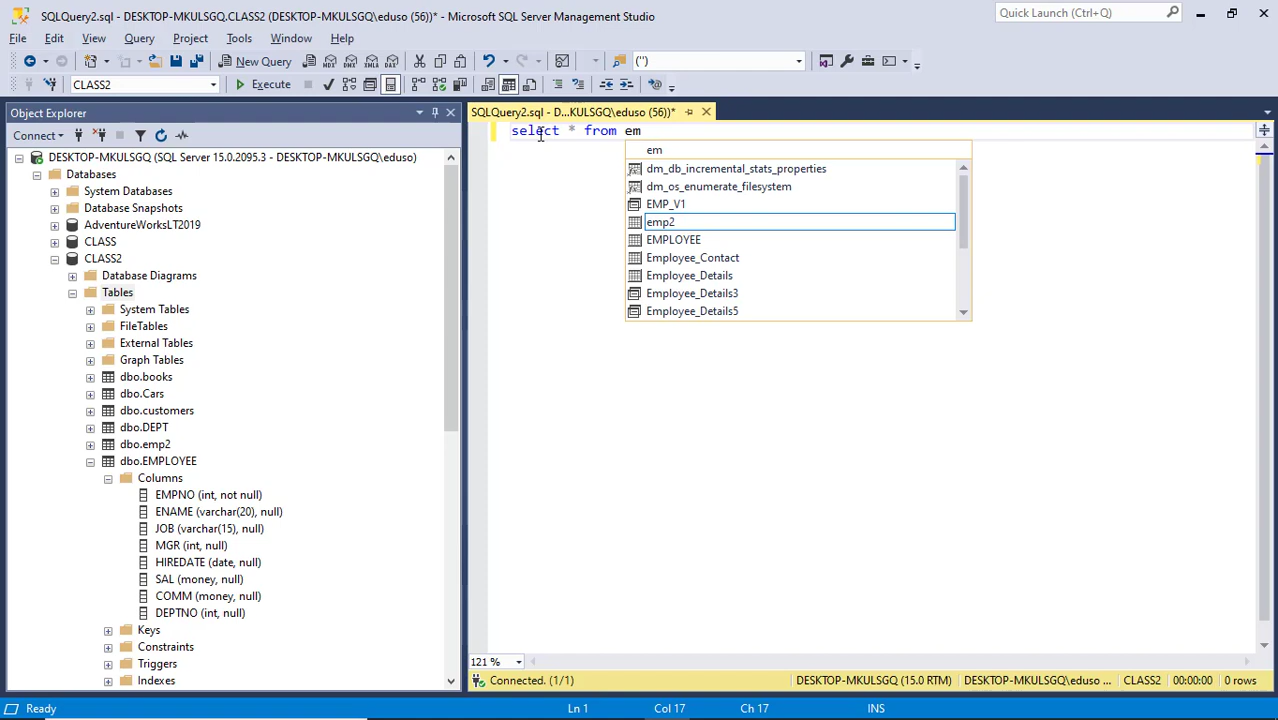 SQLQuery2.sql - DESKTOP-MKULSGQ.CLASS2 (DESKTOP-MKULSGQ\eduso (56))* - Microsoft SQL Server Management Studio
Quick Launch (Ctrl+Q)
File Edit View Query Project Tools Window Help
New Query MDX DMX XMLA DAX (")
CLASS2 Execute
Object Explorer
SQLQuery2.sql - D...KULSGQ\eduso (56))*
Connect
select * from em
em
dm_db_incremental_stats_properties
dm_os_enumerate_filesystem
EMP_V1
emp2
EMPLOYEE
Employee_Contact
Employee_Details
Employee_Details3
Employee_Details5
DESKTOP-MKULSGQ (SQL Server 15.0.2095.3 - DESKTOP-MKULSGQ\eduso)
Databases
System Databases
Database Snapshots
AdventureWorksLT2019
CLASS
CLASS2
Database Diagrams
Tables
System Tables
FileTables
External Tables
Graph Tables
dbo.books
dbo.Cars
dbo.customers
dbo.DEPT
dbo.emp2
dbo.EMPLOYEE
Columns
EMPNO (int, not null)
ENAME (varchar(20), null)
JOB (varchar(15), null)
MGR (int, null)
HIREDATE (date, null)
SAL (money, null)
COMM (money, null)
DEPTNO (int, null)
Keys
Constraints
Triggers
Indexes
121 %
Connected. (1/1) DESKTOP-MKULSGQ (15.0 RTM) DESKTOP-MKULSGQ\eduso ... CLASS2 00:00:00 0 rows
Ready Ln 1 Col 17 Ch 17 INS